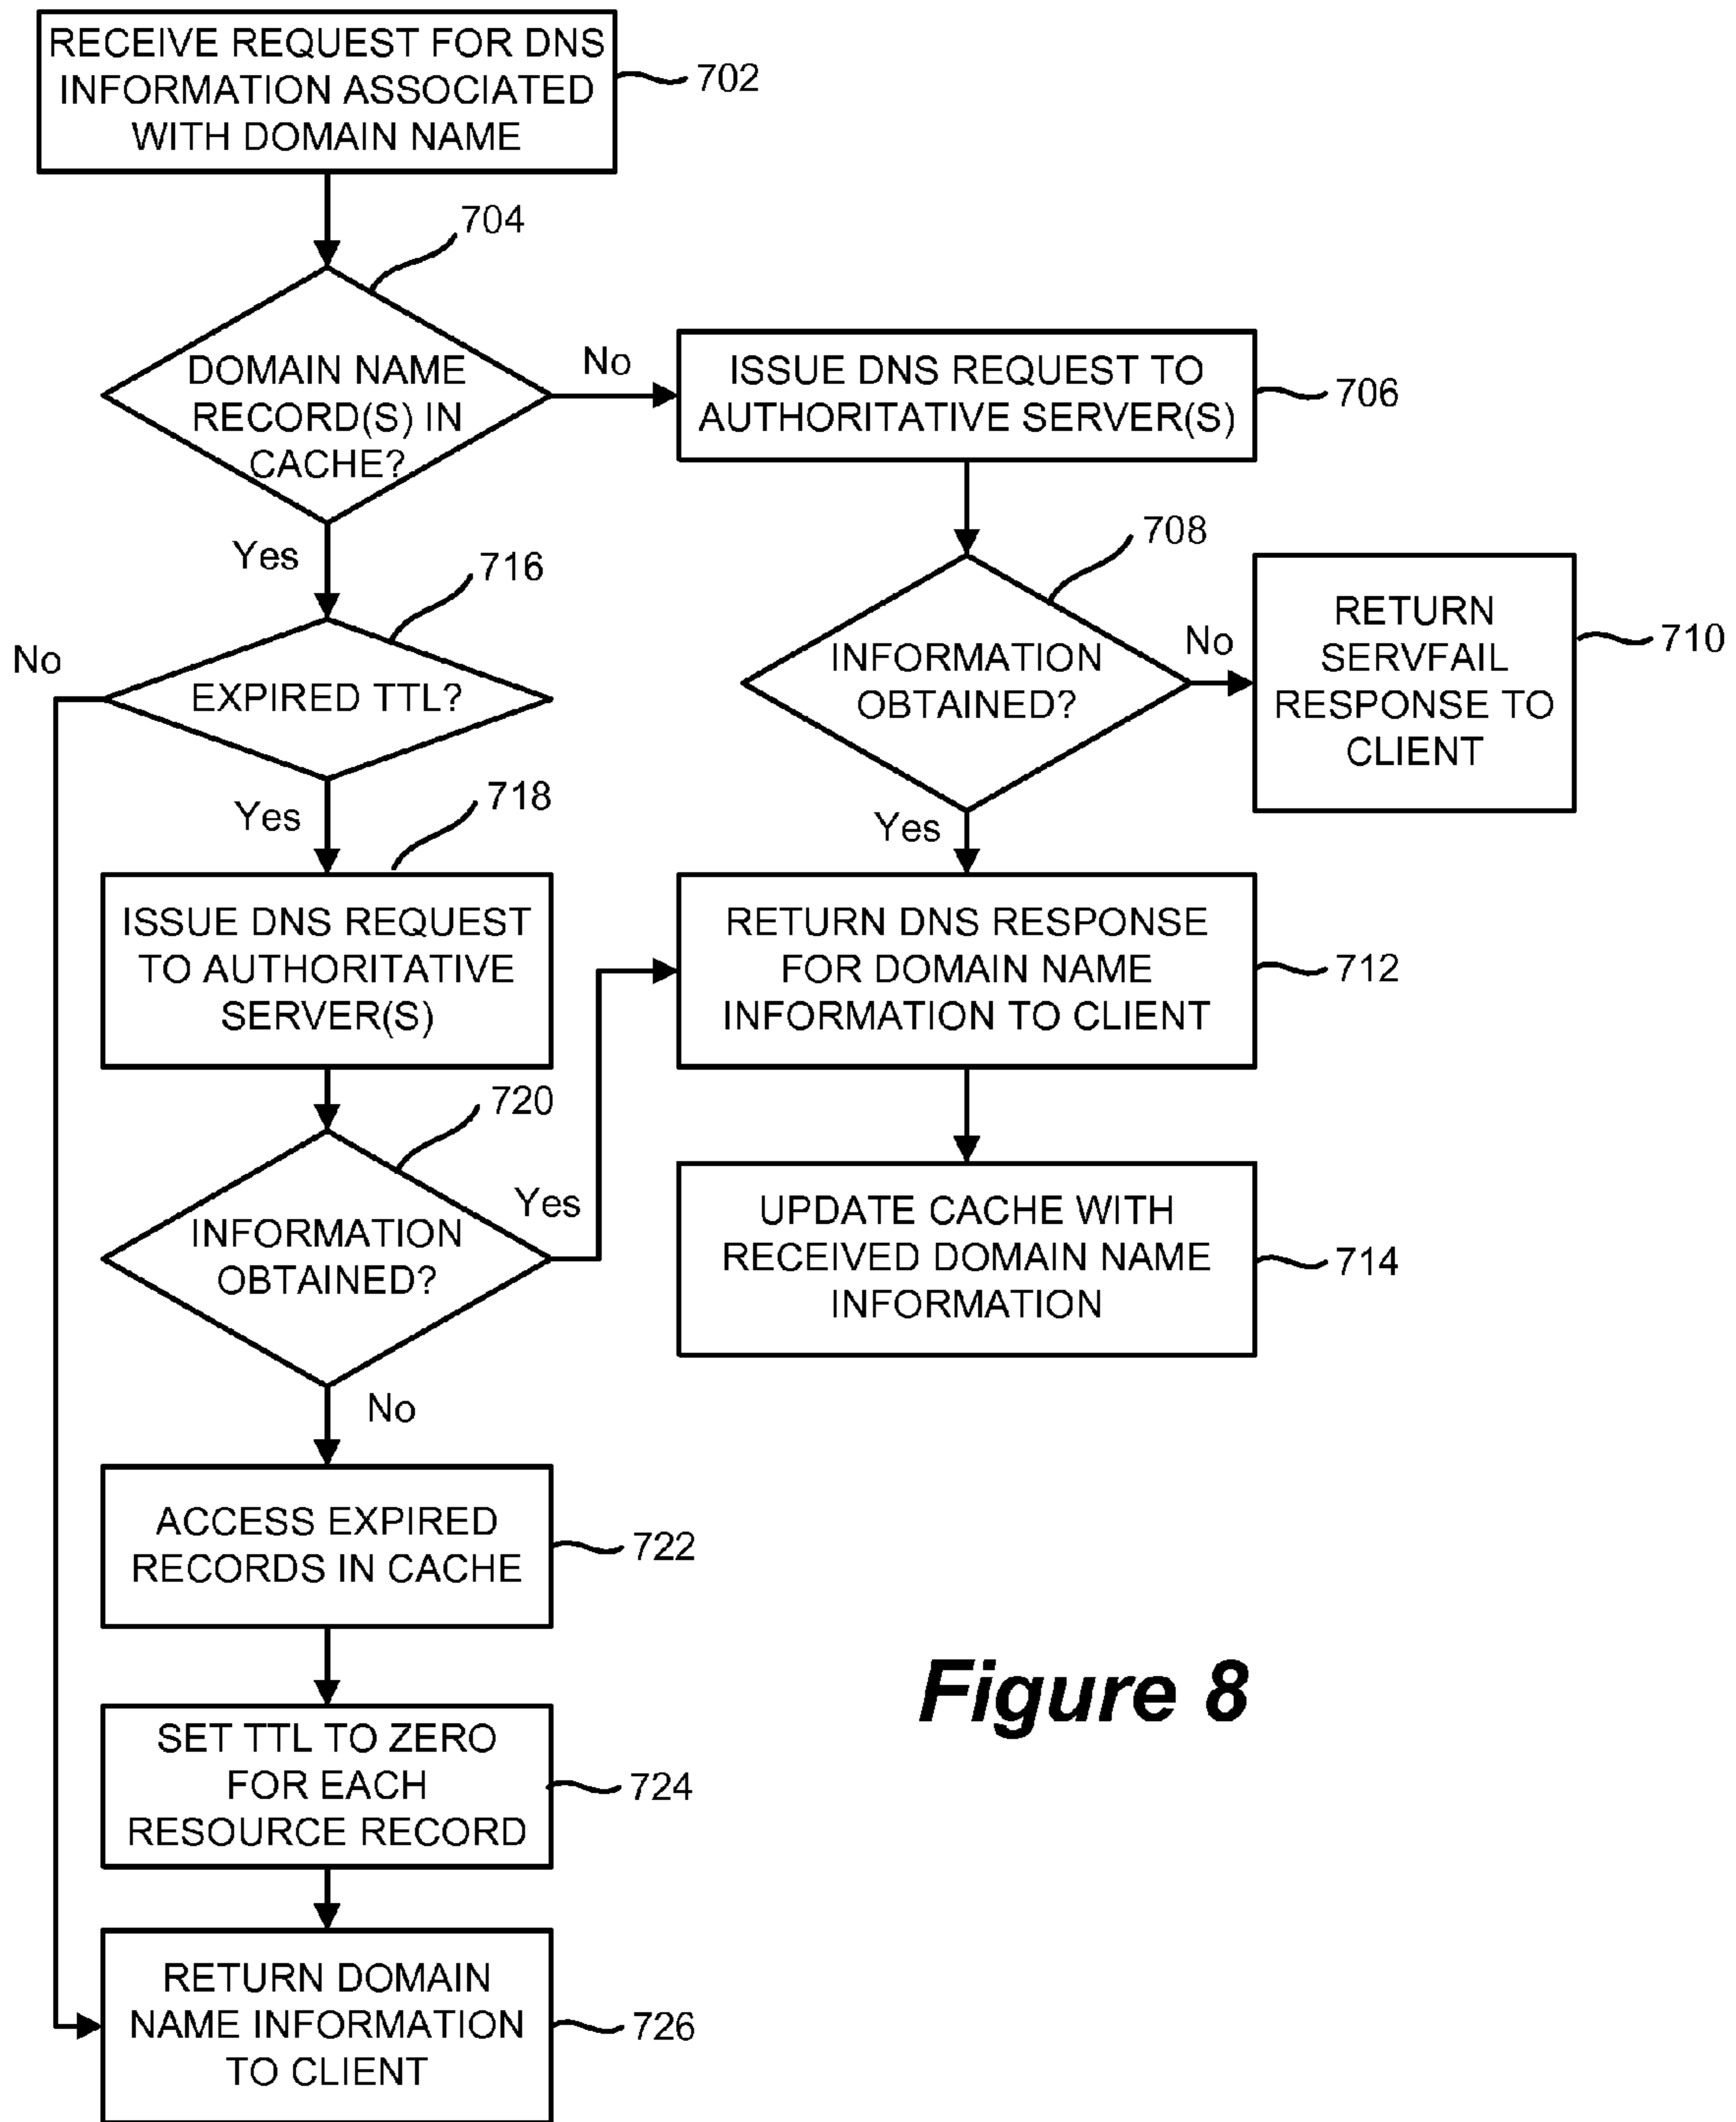 RECEIVE REQUEST FOR DNS
INFORMATION ASSOCIATED
WITH DOMAIN NAME
702
704
DOMAIN NAME
RECORD(S) IN
CACHE?
No
ISSUE DNS REQUEST TO
AUTHORITATIVE SERVER(S)
706
Yes
708
716
No
EXPIRED TTL?
INFORMATION
OBTAINED?
No
RETURN
SERVFAIL
RESPONSE TO
CLIENT
710
Yes
718
Yes
ISSUE DNS REQUEST
TO AUTHORITATIVE
SERVER(S)
RETURN DNS RESPONSE
FOR DOMAIN NAME
INFORMATION TO CLIENT
712
720
INFORMATION
OBTAINED?
Yes
UPDATE CACHE WITH
RECEIVED DOMAIN NAME
INFORMATION
714
No
ACCESS EXPIRED
RECORDS IN CACHE
722
SET TTL TO ZERO
FOR EACH
RESOURCE RECORD
724
Figure 8
RETURN DOMAIN
NAME INFORMATION
TO CLIENT
726